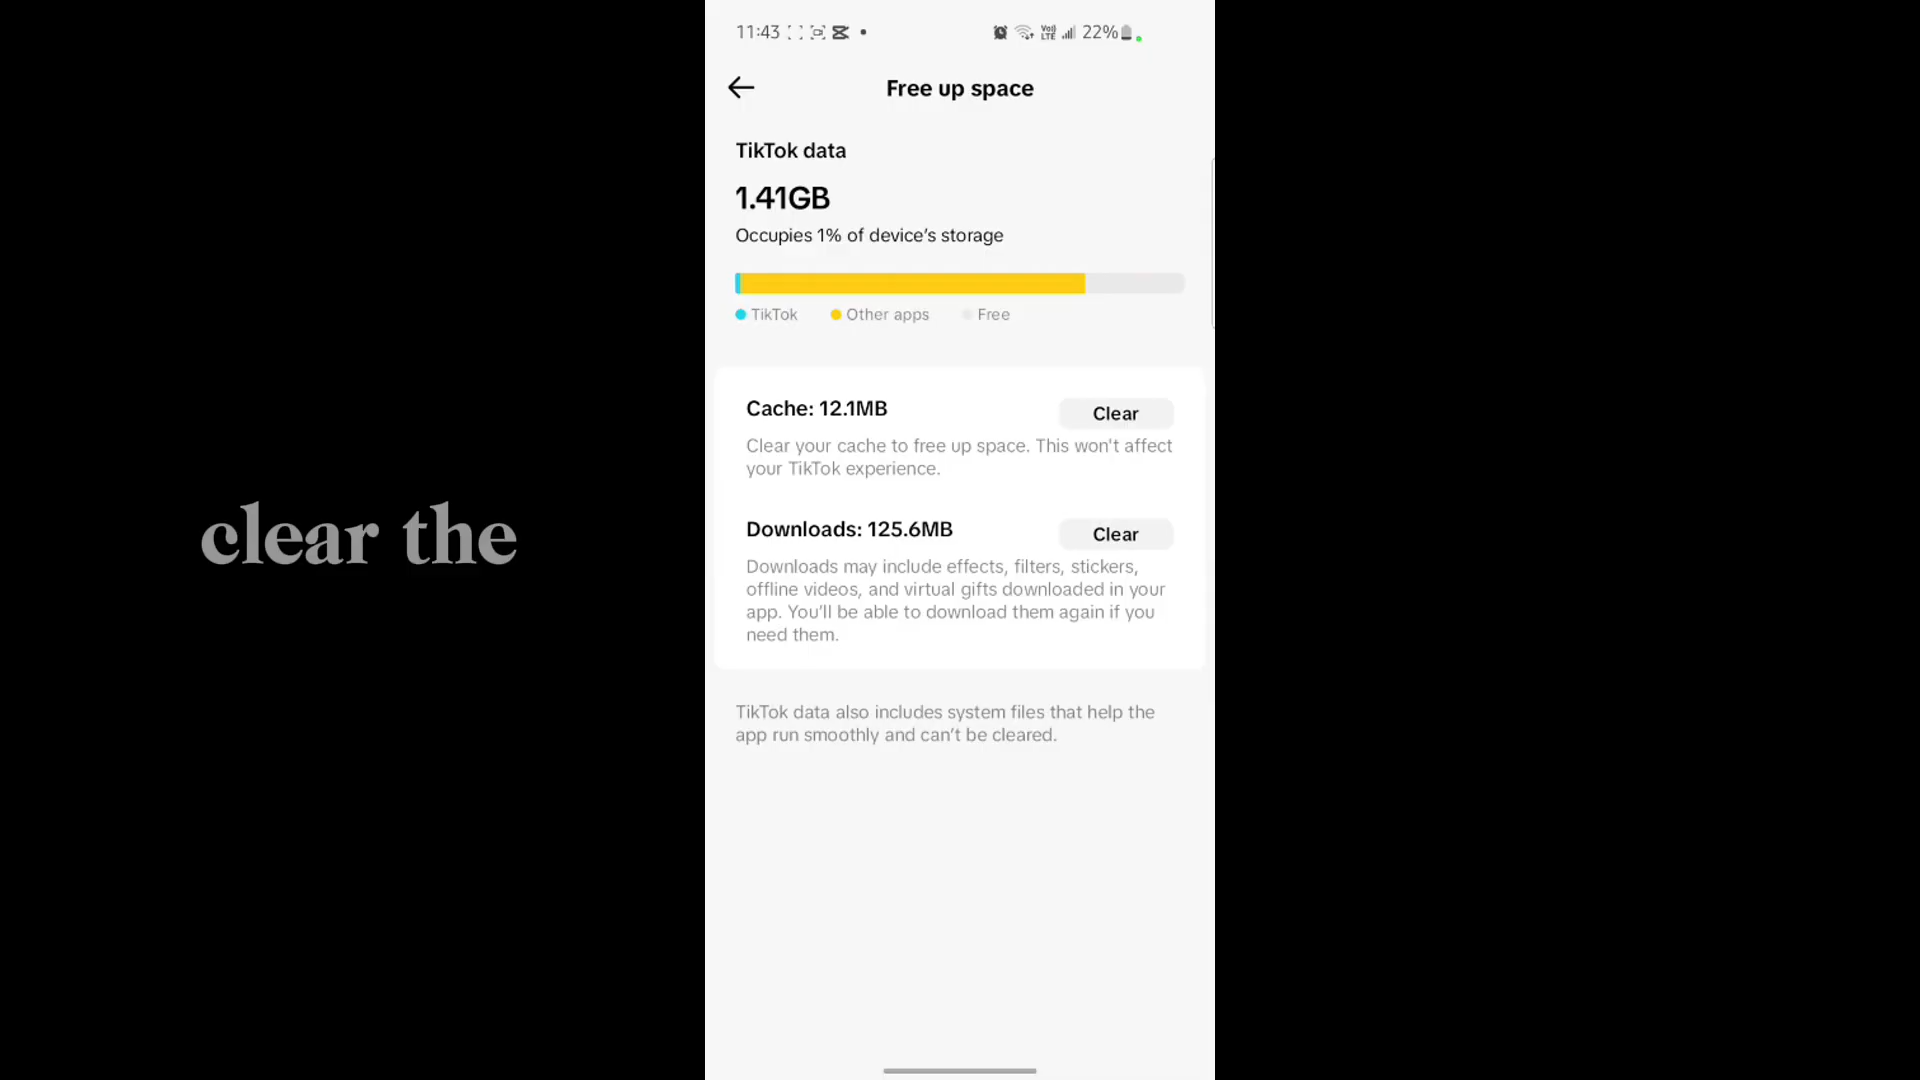 11:43
Voj)
LTE
22%
Free up space
TikTok data
1.41GB
Occupies 1% of device's storage
TikTok
Other apps
Free
Cache: 12.1MB
Clear
Clear your cache to free up space. This won't affect
your TikTok experience.
clear the
Downloads: 125.6MB
Clear
Downloads may include effects, filters, stickers,
offline videos, and virtual gifts downloaded in your
app. You'll be able to download them again if you
need them.
TikTok data also includes system files that help the
app run smoothly and can't be cleared.